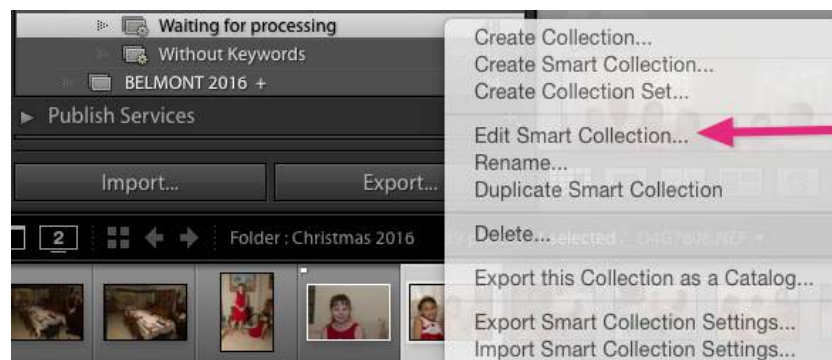 Waiting for processing
Without Keywords
BELMONT 2016 +
Publish Services
Import...
Export...
2
Folder : Christmas 2016
selected /
Create Collection...
Create Smart Collection...
Create Collection Set...
Edit Smart Collection...
Rename...
Duplicate Smart Collection
Delete...
Export this Collection as a Catalog...
Export Smart Collection Settings...
Import Smart Collection Settings...